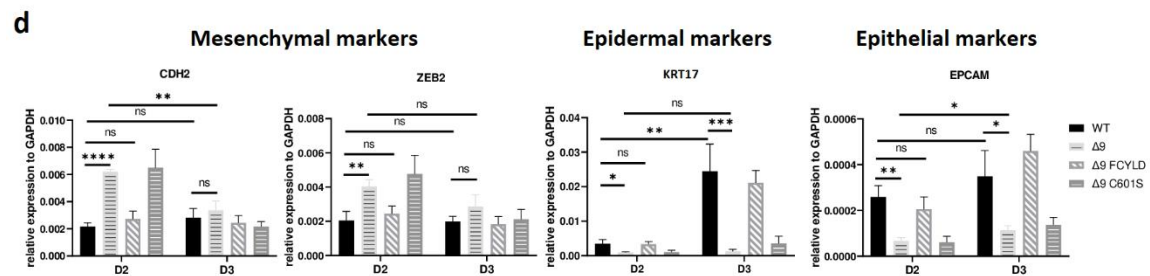 d
Mesenchymal markers
Epidermal markers
Epithelial markers
CDH2
relative expression to GAPDH
0.010
0.008
0.006
0.004
0.002
0.000
**
ns
ns
****
ns
D2
D3
ZEB2
relative expression to GAPDH
0.008
0.006
0.004
0.002
0.000
ns
ns
ns
**
ns
D2
D3
KRT17
relative expression to GAPDH
0.04
0.03
0.02
0.01
0.00
ns
**
***
ns
*
D2
D3
EPCAM
relative expression to GAPDH
0.0006
0.0004
0.0002
0.0000
*
ns
*
ns
**
D2
D3
WT
Δ9
Δ9 FCYLD
Δ9 C601S